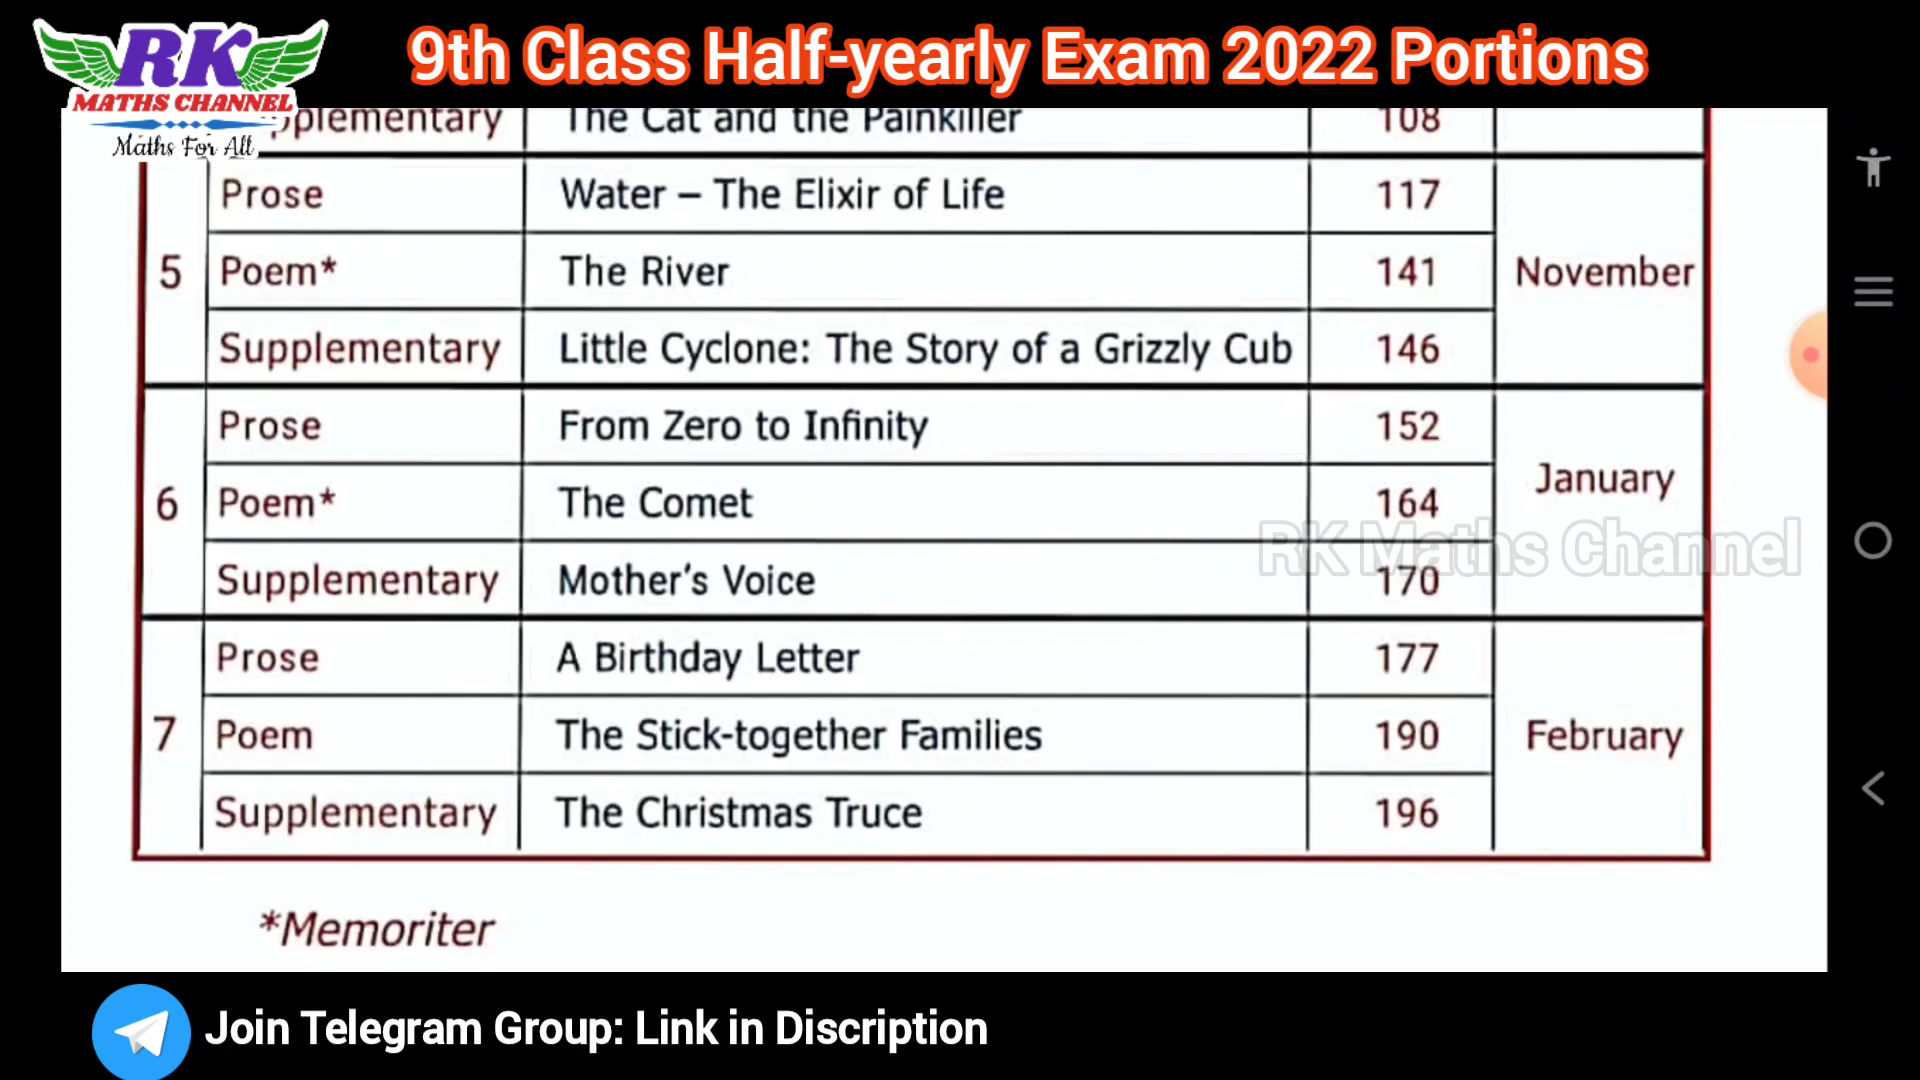 RK
MATHS CHANNEL
Maths For All
9th Class Half-yearly Exam 2022 Portions
Supplementary The Cat and the Painkiller 108
5 Prose Water – The Elixir of Life 117 November
Poem* The River 141
Supplementary Little Cyclone: The Story of a Grizzly Cub 146
6 Prose From Zero to Infinity 152 January
Poem* The Comet 164
RK Maths Channel
Supplementary Mother's Voice 170
7 Prose A Birthday Letter 177 February
Poem The Stick-together Families 190
Supplementary The Christmas Truce 196
*Memoriter
Join Telegram Group: Link in Discription